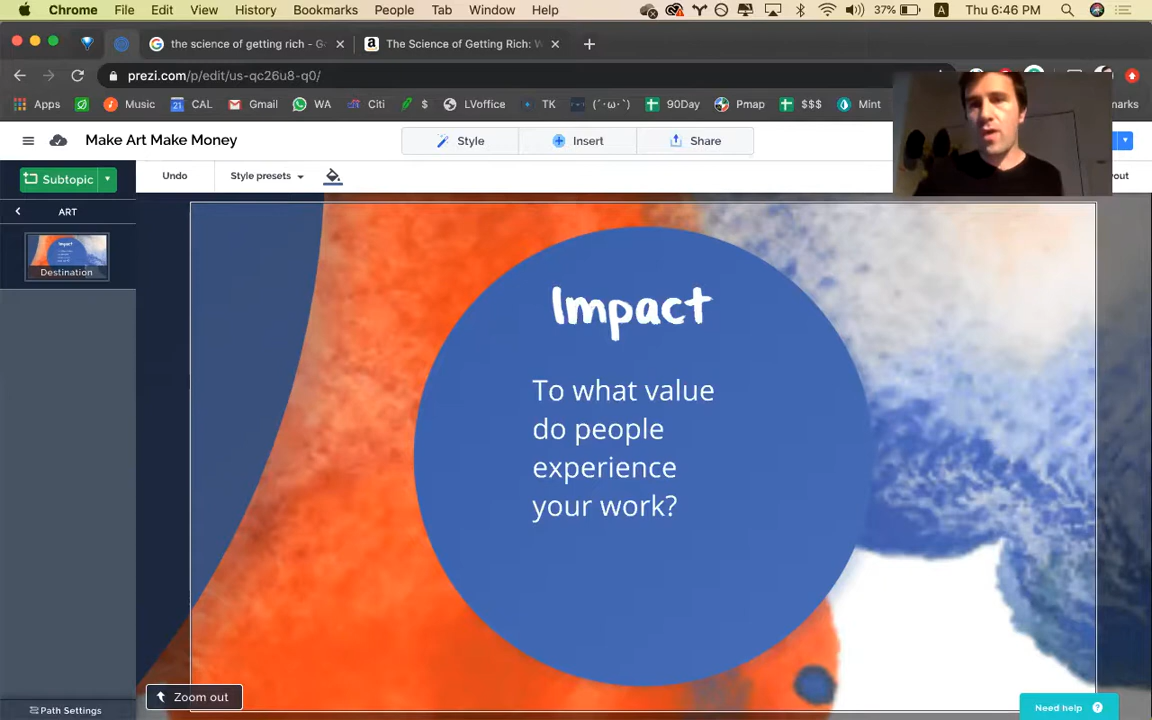 Chrome File Edit View History Bookmarks People Tab Window Help 37% A Thu 6:46 PM
the science of getting rich - G The Science of Getting Rich: W
prezi.com/p/edit/us-qc26u8-q0/
Apps Music CAL Gmail WA Citi $ LVoffice TK (´·ω·`) 90Day Pmap $$$ Mint marks
Make Art Make Money Style Insert Share
Subtopic Undo Style presets out
ART
Impact
Destination
To what value
do people
experience
your work?
Zoom out
Path Settings Need help ?